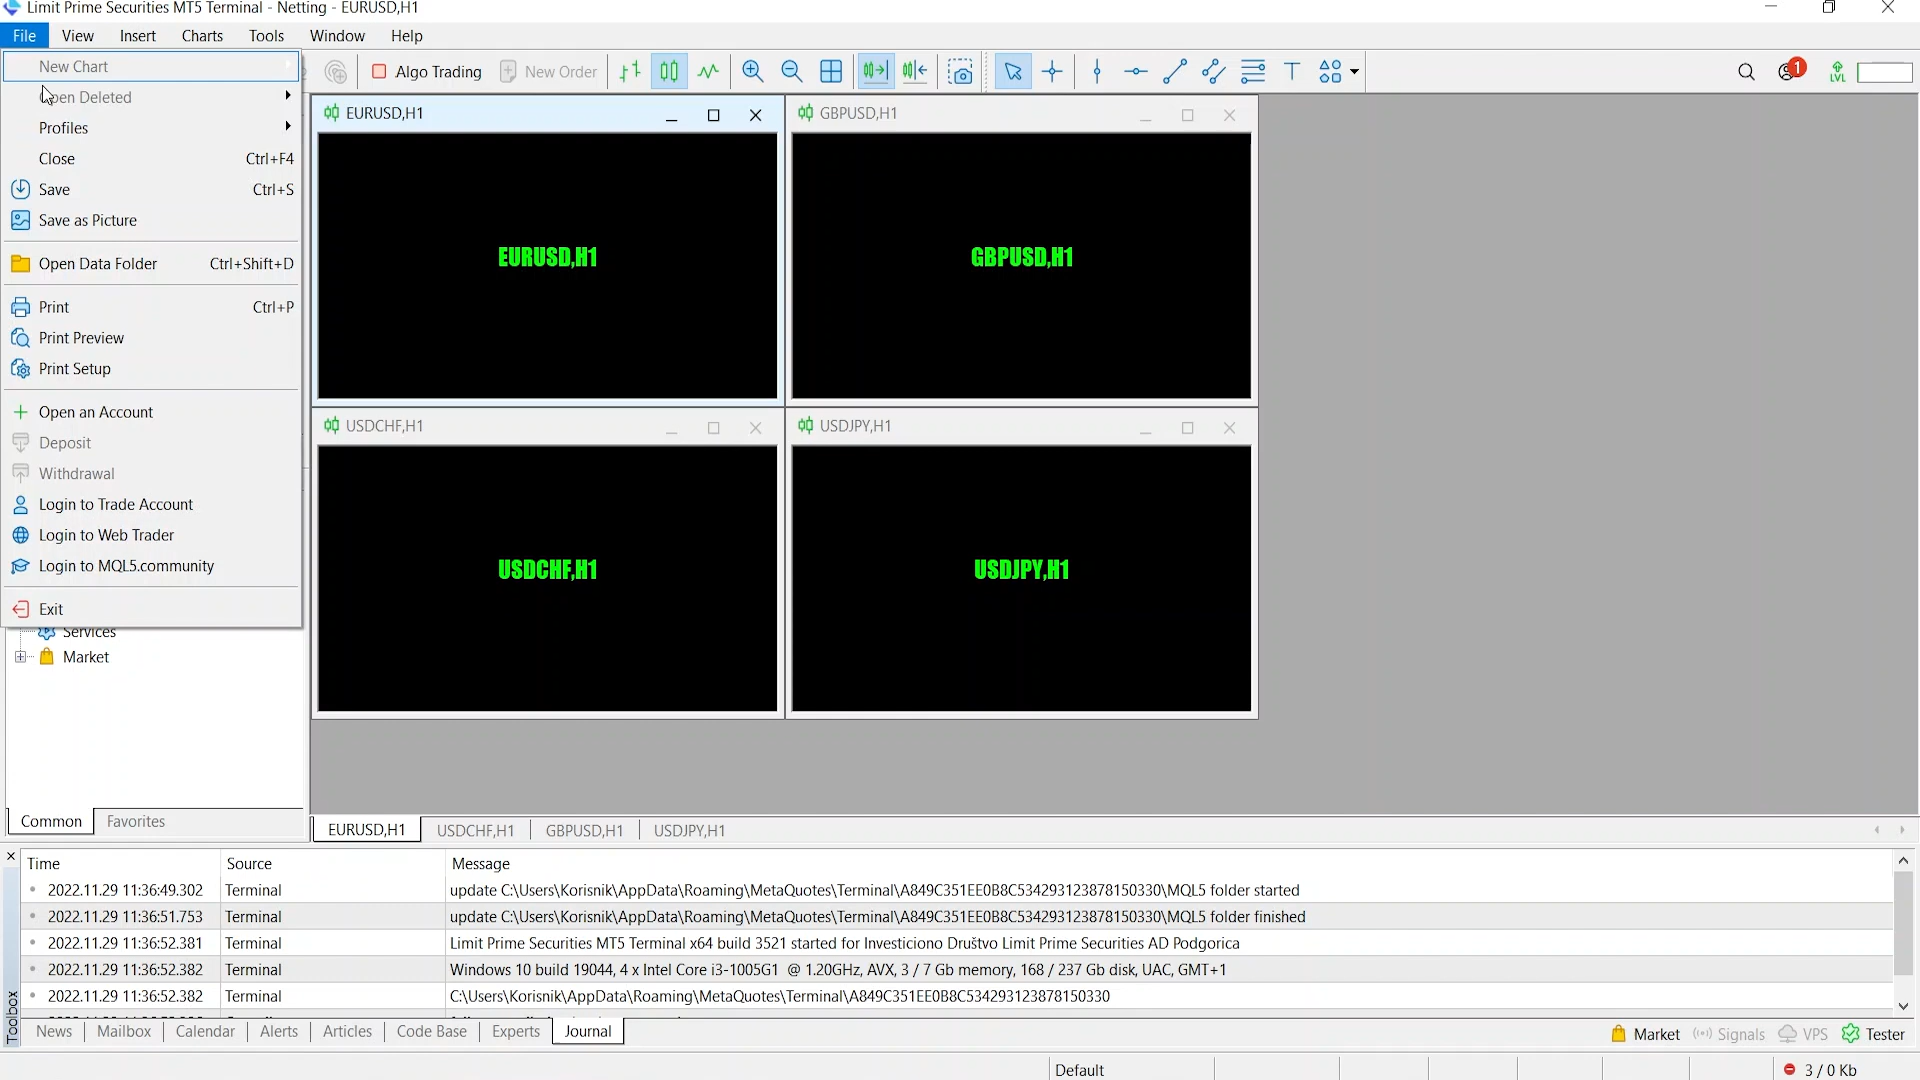 Limit Prime Securities MT5 Terminal - Netting - EURUSD,H1
File View Insert Charts Tools Window Help
Algo Trading New Order 1 LVL
New Chart
Open Deleted
Profiles
Close Ctrl+F4
Save Ctrl+S
Save as Picture
Open Data Folder Ctrl+Shift+D
Print Ctrl+P
Print Preview
Print Setup
Open an Account
Deposit
Withdrawal
Login to Trade Account
Login to Web Trader
Login to MQL5.community
Exit
Services
Market
Common Favorites
EURUSD,H1
EURUSD,H1
GBPUSD,H1
GBPUSD,H1
USDCHF,H1
USDCHF,H1
USDJPY,H1
USDJPY,H1
EURUSD,H1 USDCHF,H1 GBPUSD,H1 USDJPY,H1
Time Source Message
2022.11.29 11:36:49.302 Terminal update C:\Users\Korisnik\AppData\Roaming\MetaQuotes\Terminal\A849C351EE0B8C534293123878150330\MQL5 folder started
2022.11.29 11:36:51.753 Terminal update C:\Users\Korisnik\AppData\Roaming\MetaQuotes\Terminal\A849C351EE0B8C534293123878150330\MQL5 folder finished
2022.11.29 11:36:52.381 Terminal Limit Prime Securities MT5 Terminal x64 build 3521 started for Investiciono Društvo Limit Prime Securities AD Podgorica
2022.11.29 11:36:52.382 Terminal Windows 10 build 19044, 4 x Intel Core i3-1005G1 @ 1.20GHz, AVX, 3 / 7 Gb memory, 168 / 237 Gb disk, UAC, GMT+1
2022.11.29 11:36:52.382 Terminal C:\Users\Korisnik\AppData\Roaming\MetaQuotes\Terminal\A849C351EE0B8C534293123878150330
Toolbox
News Mailbox Calendar Alerts Articles Code Base Experts Journal
Market Signals VPS Tester
Default 3 / 0 Kb